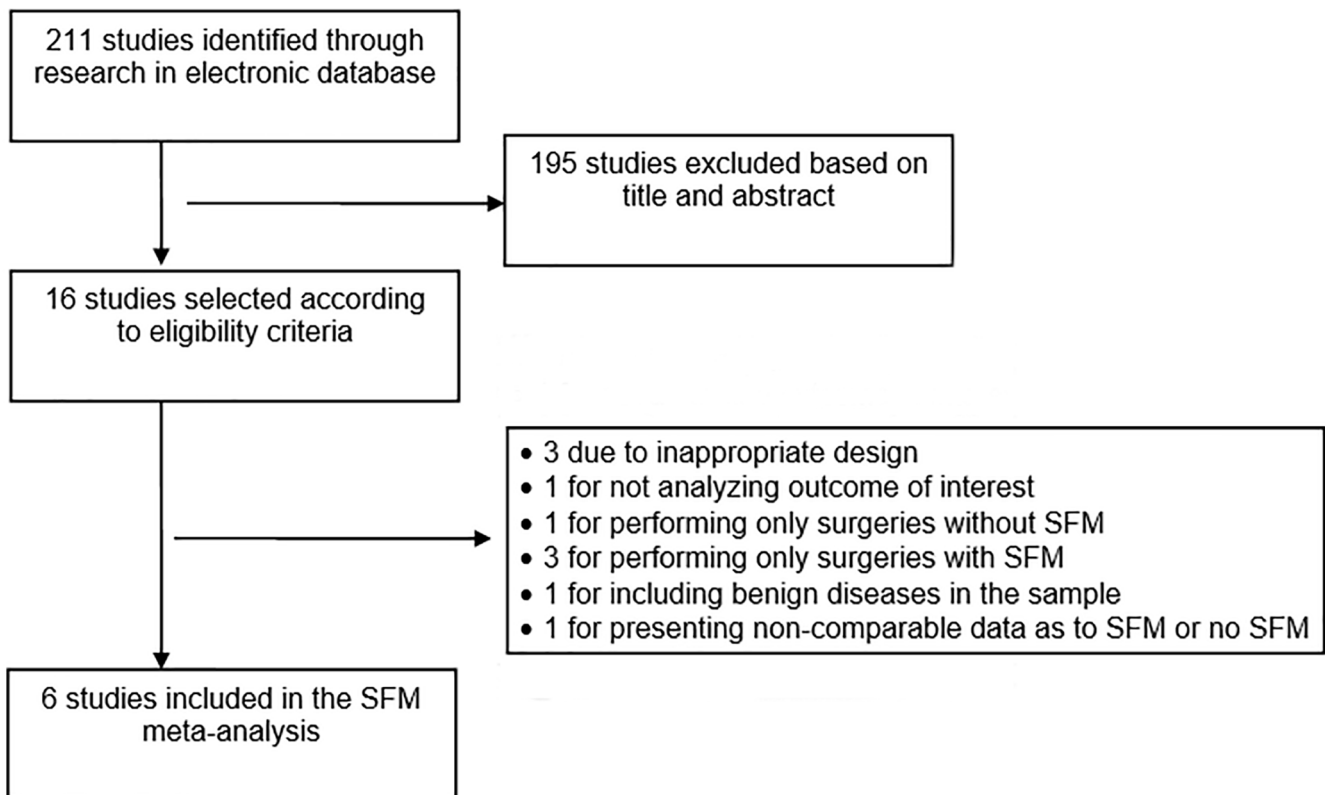 211 studies identified through
research in electronic database
195 studies excluded based on
title and abstract
16 studies selected according
to eligibility criteria
• 3 due to inappropriate design
• 1 for not analyzing outcome of interest
• 1 for performing only surgeries without SFM
• 3 for performing only surgeries with SFM
• 1 for including benign diseases in the sample
• 1 for presenting non-comparable data as to SFM or no SFM
6 studies included in the SFM
meta-analysis